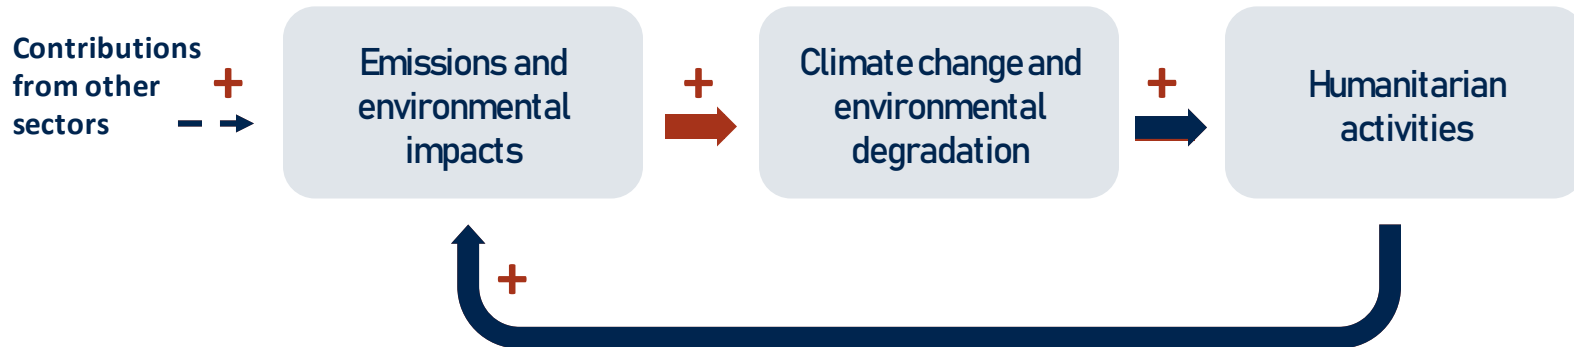 Contributions
from other
sectors
+
Emissions and
environmental
impacts
+
Climate change and
environmental
degradation
+
Humanitarian
activities
+